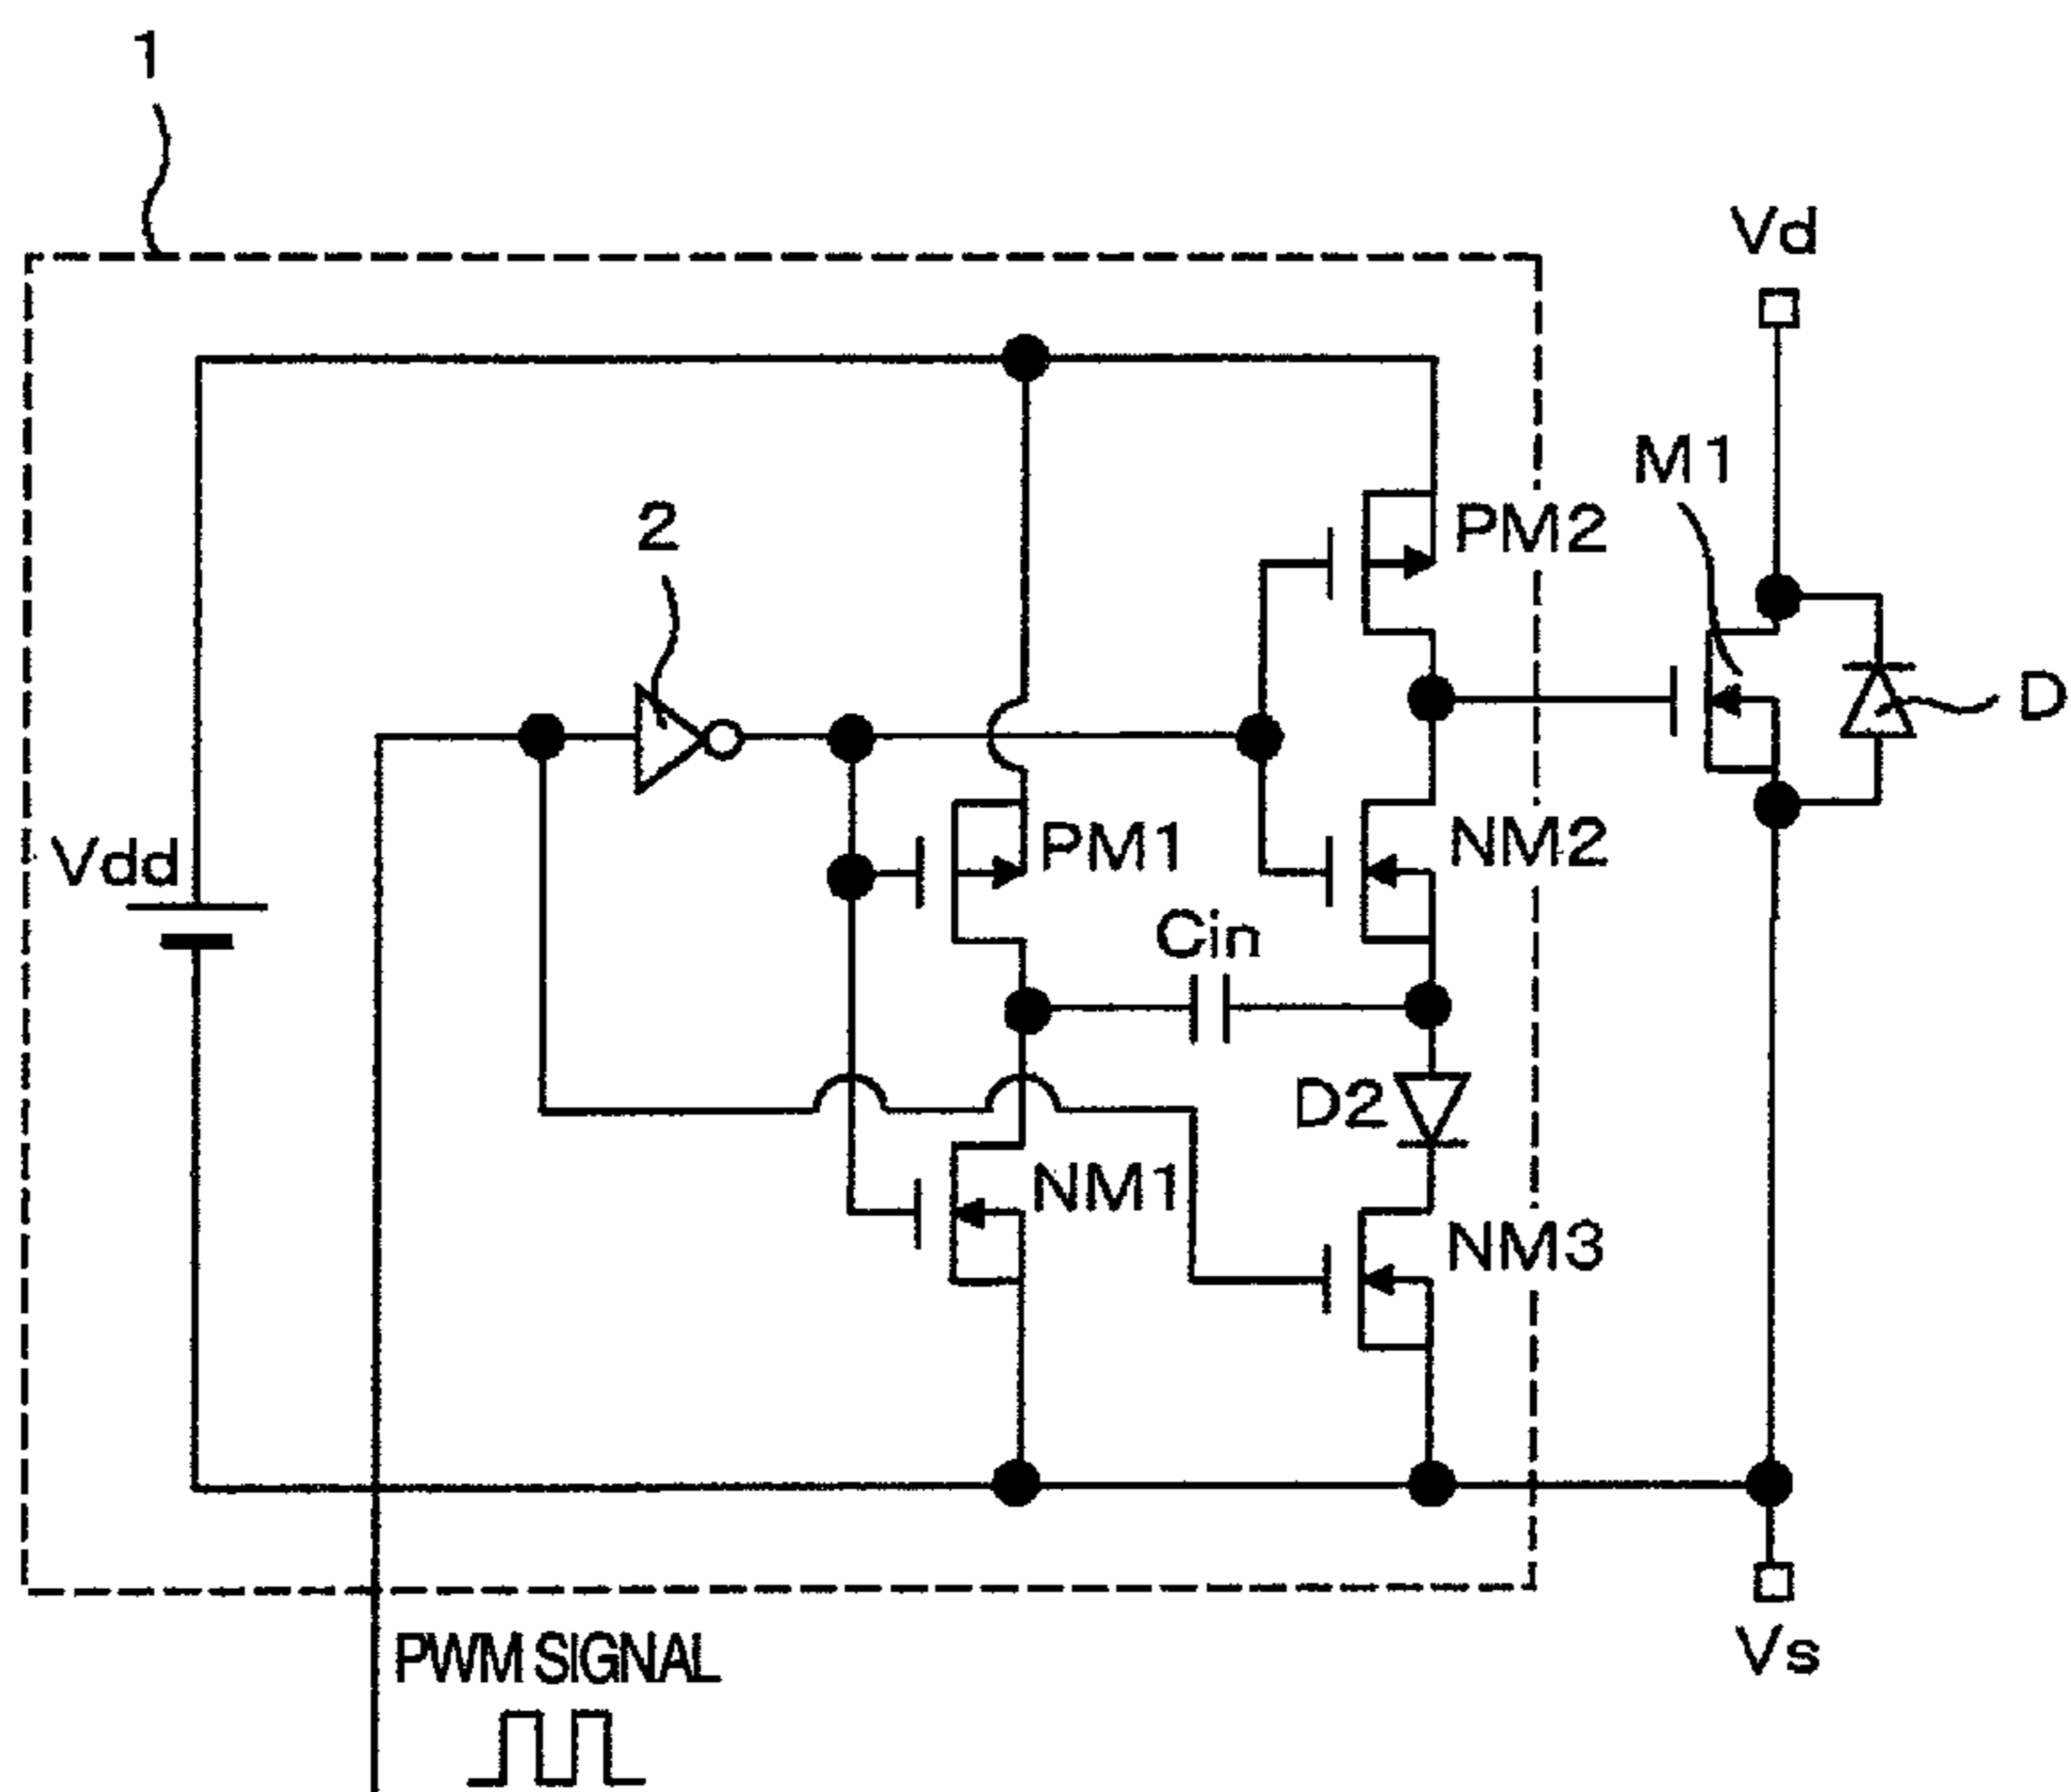 1
Vd
M1
2
PM2
D
Vdd
PM1
NM2
Cin
D2
NM1
NM3
PWM SIGNAL
Vs